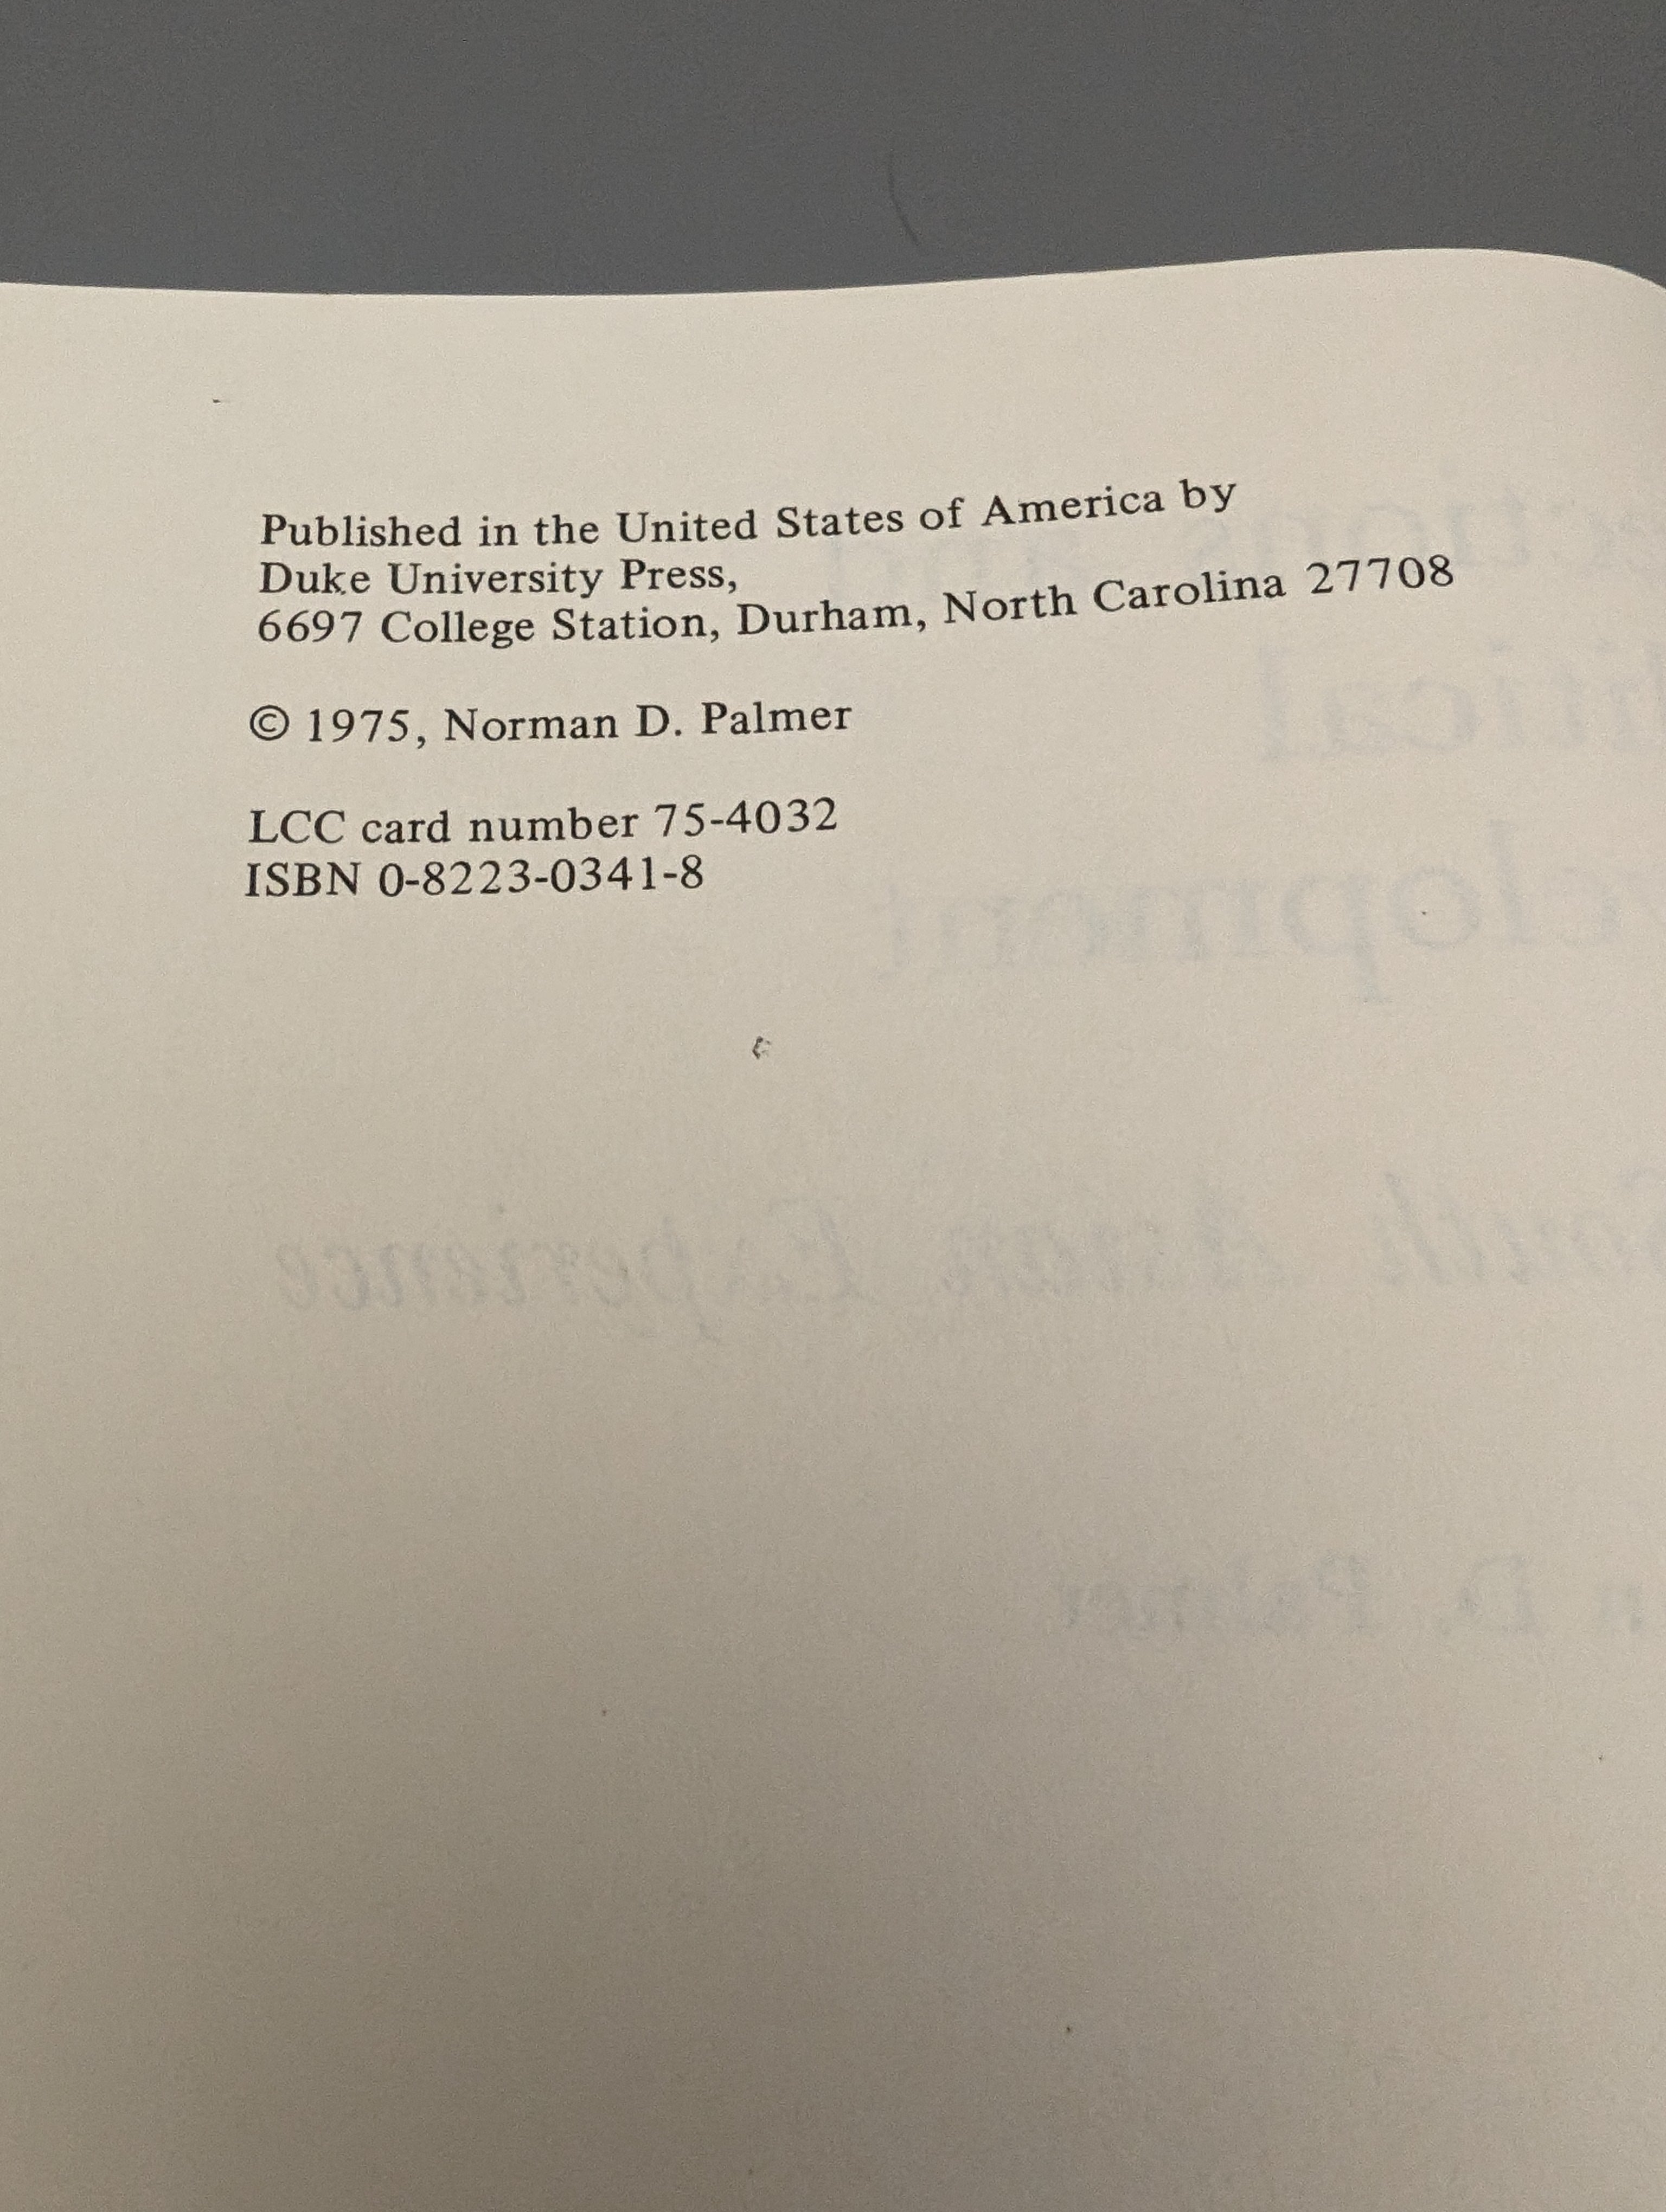 Published in the United States of America by
Duke University Press,
6697 College Station, Durham, North Carolina 27708
© 1975, Norman D. Palmer
LCC card number 75-4032
ISBN 0-8223-0341-8